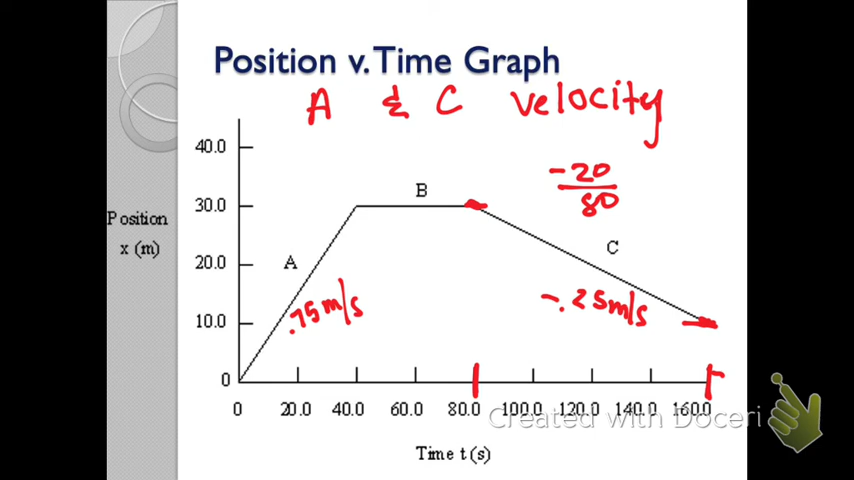 Position v. Time Graph
A & C velocity
40.0
-20
80
B
30.0
Position
x (m)
C
A
20.0
.75m/s
-.25m/s
10.0
0
0 20.0 40.0 60.0 80.0 100.0 120.0 140.0 160.0
Created with Doceri
Time t (s)